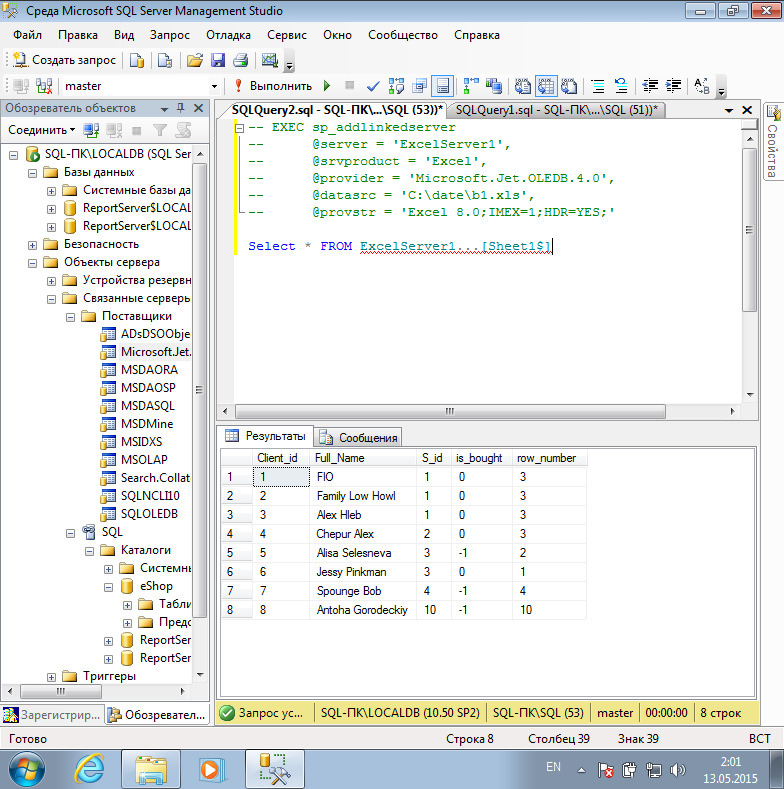 Среда Microsoft SQL Server Management Studio
Файл Правка Вид Запрос Отладка Сервис Окно Сообщество Справка
Создать запрос
master Выполнить
Обозреватель объектов
SQLQuery2.sql - SQL-ПК\...\SQL (53))* SQLQuery1.sql - SQL-ПК\...\SQL (51))*
Свойства
Соединить
SQL-ПК\LOCALDB (SQL Ser
Базы данных
Системные базы да
ReportServer$LOCAL
ReportServer$LOCAL
Безопасность
Объекты сервера
Устройства резервн
Связанные серверы
Поставщики
ADsDSOObje
Microsoft.Jet.
MSDAORA
MSDAOSP
MSDASQL
MSDMine
MSIDXS
MSOLAP
Search.Collat
SQLNCLI10
SQLOLEDB
SQL
Каталоги
Системн
eShop
Табли
Предс
ReportSer
ReportSer
Триггеры
Зарегистрир... Обозревател...
-- EXEC sp_addlinkedserver
-- @server = 'ExcelServer1',
-- @srvproduct = 'Excel',
-- @provider = 'Microsoft.Jet.OLEDB.4.0',
-- @datasrc = 'C:\date\b1.xls',
-- @provstr = 'Excel 8.0;IMEX=1;HDR=YES;'
Select * FROM ExcelServer1...[Sheet1$]
Результаты Сообщения
Client_id Full_Name S_id is_bought row_number
1 1 FIO 1 0 3
2 2 Family Low Howl 1 0 3
3 3 Alex Hleb 1 0 3
4 4 Chepur Alex 2 0 3
5 5 Alisa Selesneva 3 -1 2
6 6 Jessy Pinkman 3 0 1
7 7 Spounge Bob 4 -1 4
8 8 Antoha Gorodeckiy 10 -1 10
Запрос ус... SQL-ПК\LOCALDB (10.50 SP2) SQL-ПК\SQL (53) master 00:00:00 8 строк
Готово Строка 8 Столбец 39 Знак 39 ВСТ
EN 2:01
13.05.2015